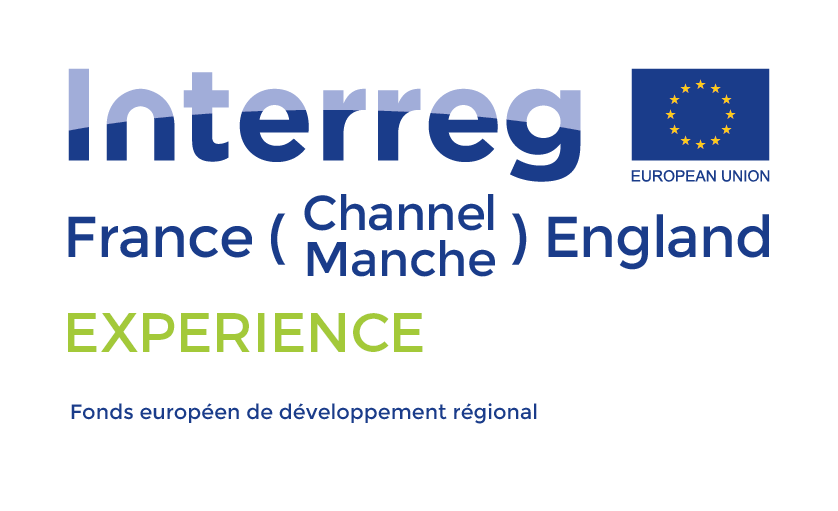 Interreg
EUROPEAN UNION
France ( Channel
Manche ) England
EXPERIENCE
Fonds européen de développement régional